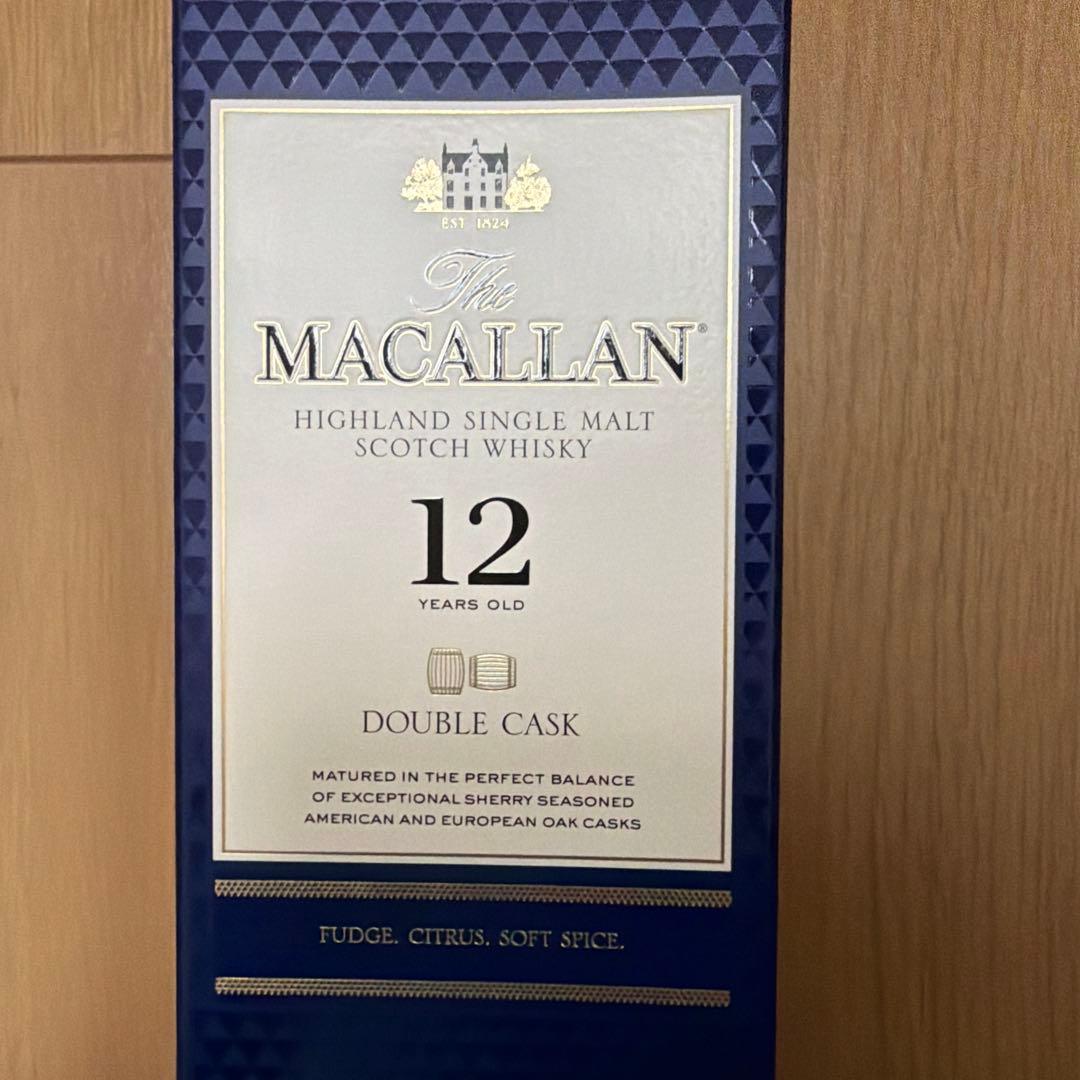 EST 1824
The
MACALLAN®
HIGHLAND SINGLE MALT
SCOTCH WHISKY
12
YEARS OLD
DOUBLE CASK
MATURED IN THE PERFECT BALANCE
OF EXCEPTIONAL SHERRY SEASONED
AMERICAN AND EUROPEAN OAK CASKS
FUDGE. CITRUS. SOFT SPICE.